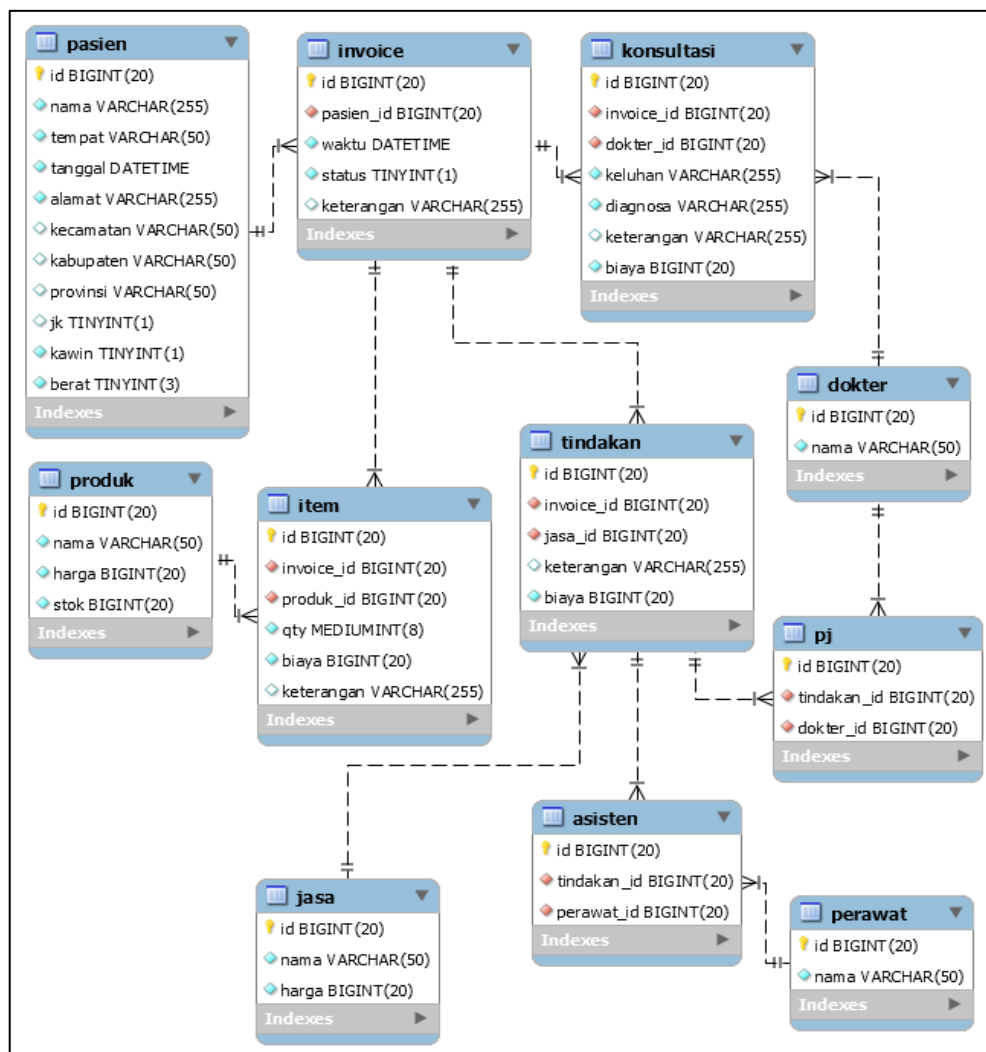 pasien
id BIGINT(20)
nama VARCHAR(255)
tempat VARCHAR(50)
tanggal DATETIME
alamat VARCHAR(255)
kecamatan VARCHAR(50)
kabupaten VARCHAR(50)
provinsi VARCHAR(50)
jk TINYINT(1)
kawin TINYINT(1)
berat TINYINT(3)
Indexes
invoice
id BIGINT(20)
pasien_id BIGINT(20)
waktu DATETIME
status TINYINT(1)
keterangan VARCHAR(255)
Indexes
konsultasi
id BIGINT(20)
invoice_id BIGINT(20)
dokter_id BIGINT(20)
keluhan VARCHAR(255)
diagnosa VARCHAR(255)
keterangan VARCHAR(255)
biaya BIGINT(20)
Indexes
dokter
id BIGINT(20)
nama VARCHAR(50)
Indexes
produk
id BIGINT(20)
nama VARCHAR(50)
harga BIGINT(20)
stok BIGINT(20)
Indexes
item
id BIGINT(20)
invoice_id BIGINT(20)
produk_id BIGINT(20)
qty MEDIUMINT(8)
biaya BIGINT(20)
keterangan VARCHAR(255)
Indexes
tindakan
id BIGINT(20)
invoice_id BIGINT(20)
jasa_id BIGINT(20)
keterangan VARCHAR(255)
biaya BIGINT(20)
Indexes
pj
id BIGINT(20)
tindakan_id BIGINT(20)
dokter_id BIGINT(20)
Indexes
jasa
id BIGINT(20)
nama VARCHAR(50)
harga BIGINT(20)
Indexes
asisten
id BIGINT(20)
tindakan_id BIGINT(20)
perawat_id BIGINT(20)
Indexes
perawat
id BIGINT(20)
nama VARCHAR(50)
Indexes